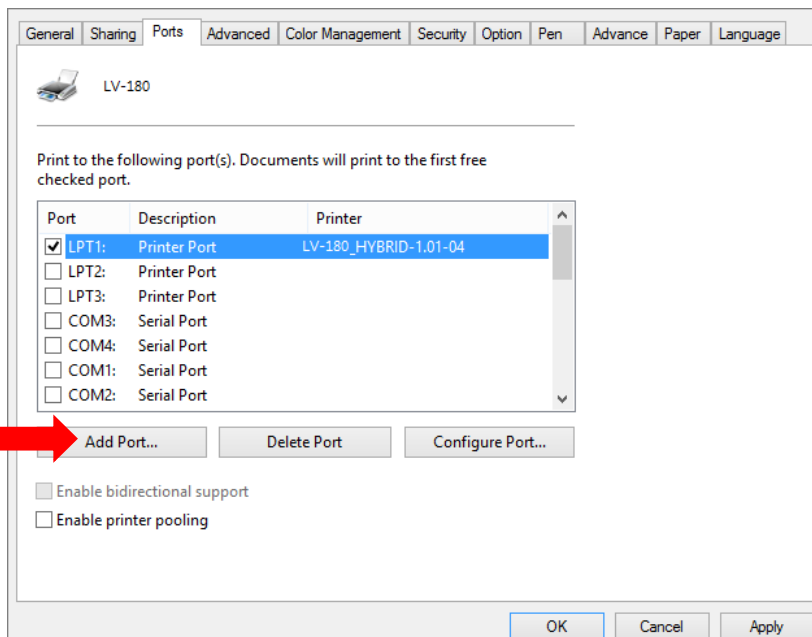 General Sharing Ports Advanced Color Management Security Option Pen Advance Paper Language
LV-180
Print to the following port(s). Documents will print to the first free
checked port.
Port Description Printer
LPT1: Printer Port LV-180_HYBRID-1.01-04
LPT2: Printer Port
LPT3: Printer Port
COM3: Serial Port
COM4: Serial Port
COM1: Serial Port
COM2: Serial Port
Add Port... Delete Port Configure Port...
Enable bidirectional support
Enable printer pooling
OK Cancel Apply